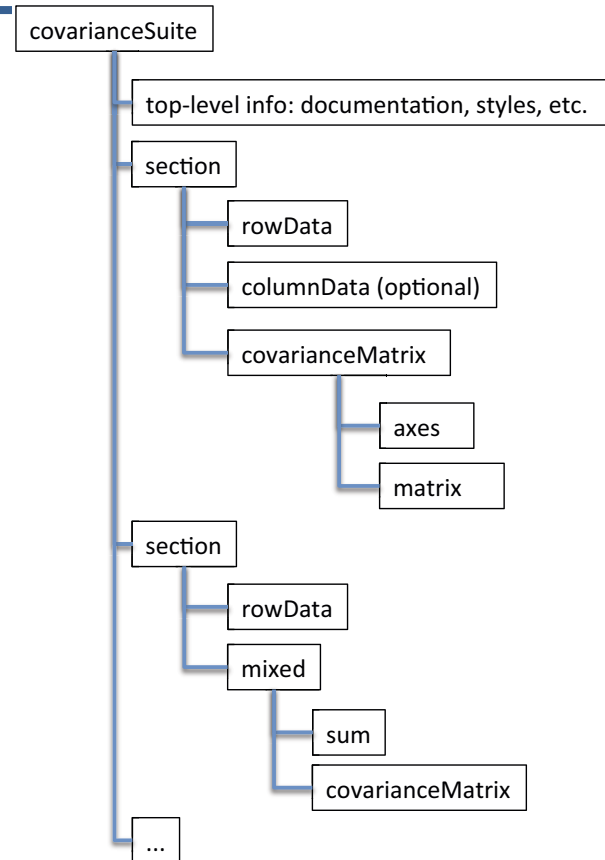 covarianceSuite
top-level info: documentation, styles, etc.
section
rowData
columnData (optional)
covarianceMatrix
axes
matrix
section
rowData
mixed
sum
covarianceMatrix
...